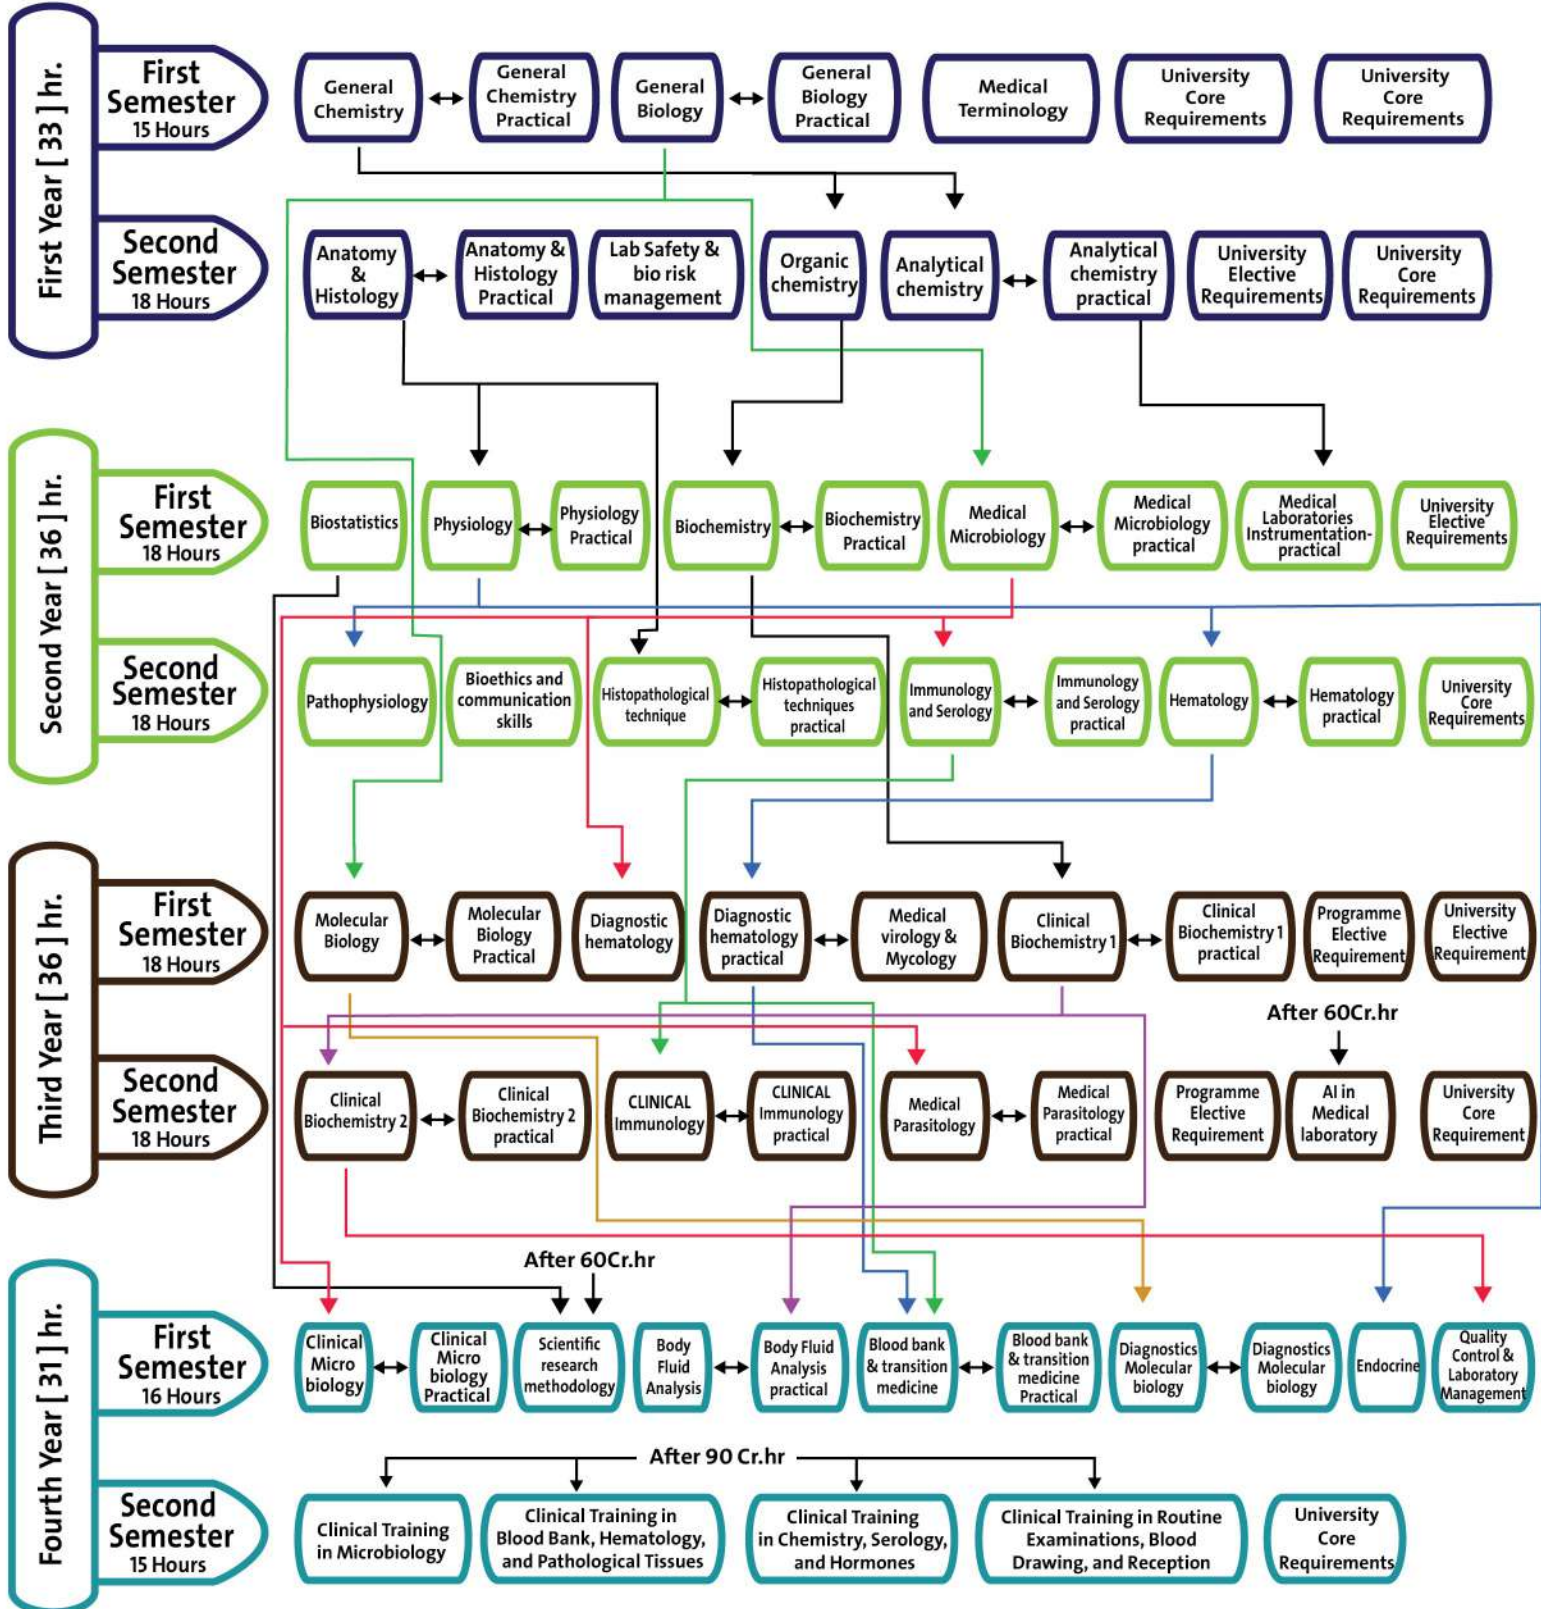 First Year [ 33 ] hr.
First
Semester
15 Hours
General
Chemistry
General
Chemistry
Practical
General
Biology
General
Biology
Practical
Medical
Terminology
University
Core
Requirements
University
Core
Requirements
Second
Semester
18 Hours
Anatomy
&
Histology
Anatomy &
Histology
Practical
Lab Safety &
bio risk
management
Organic
chemistry
Analytical
chemistry
Analytical
chemistry
practical
University
Elective
Requirements
University
Core
Requirements
Second Year [ 36 ] hr.
First
Semester
18 Hours
Biostatistics
Physiology
Physiology
Practical
Biochemistry
Biochemistry
Practical
Medical
Microbiology
Medical
Microbiology
practical
Medical
Laboratories
Instrumentation-
practical
University
Elective
Requirements
Second
Semester
18 Hours
Pathophysiology
Bioethics and
communication
skills
Histopathological
technique
Histopathological
techniques
practical
Immunology
and Serology
Immunology
and Serology
practical
Hematology
Hematology
practical
University
Core
Requirements
Third Year [ 36 ] hr.
First
Semester
18 Hours
Molecular
Biology
Molecular
Biology
Practical
Diagnostic
hematology
Diagnostic
hematology
practical
Medical
virology &
Mycology
Clinical
Biochemistry 1
Clinical
Biochemistry 1
practical
Programme
Elective
Requirement
University
Elective
Requirement
After 60Cr.hr
Second
Semester
18 Hours
Clinical
Biochemistry 2
Clinical
Biochemistry 2
practical
CLINICAL
Immunology
CLINICAL
Immunology
practical
Medical
Parasitology
Medical
Parasitology
practical
Programme
Elective
Requirement
AI in
Medical
laboratory
University
Core
Requirement
Fourth Year [ 31 ] hr.
After 60Cr.hr
First
Semester
16 Hours
Clinical
Micro
biology
Clinical
Micro
biology
Practical
Scientific
research
methodology
Body
Fluid
Analysis
Body Fluid
Analysis
practical
Blood bank
& transition
medicine
Blood bank
& transition
medicine
Practical
Diagnostics
Molecular
biology
Diagnostics
Molecular
biology
Endocrine
Quality
Control &
Laboratory
Management
After 90 Cr.hr
Second
Semester
15 Hours
Clinical Training
in Microbiology
Clinical Training in
Blood Bank, Hematology,
and Pathological Tissues
Clinical Training
in Chemistry, Serology,
and Hormones
Clinical Training in Routine
Examinations, Blood
Drawing, and Reception
University
Core
Requirements